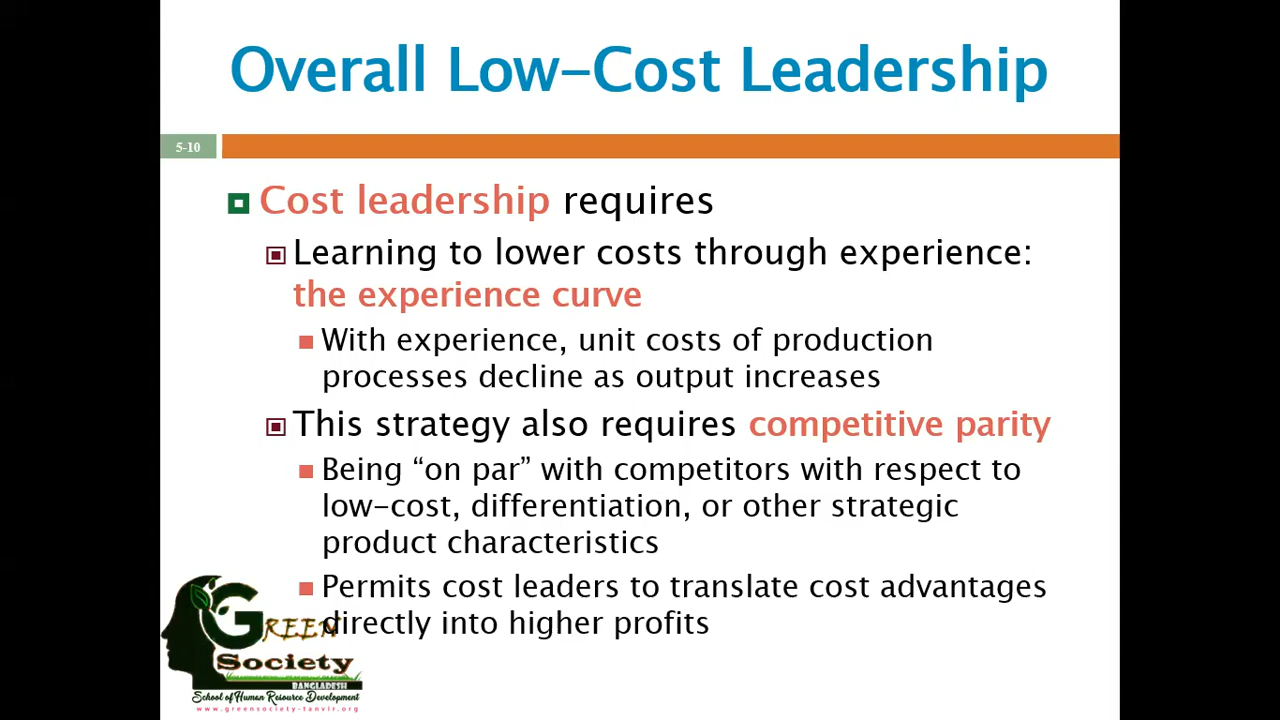 Overall Low-Cost Leadership
5-10
Cost leadership requires
Learning to lower costs through experience:
the experience curve
With experience, unit costs of production
processes decline as output increases
This strategy also requires competitive parity
Being “on par” with competitors with respect to
low-cost, differentiation, or other strategic
product characteristics
Permits cost leaders to translate cost advantages
directly into higher profits
GREEN
Society
BANGLADESH
School of Human Resource Development
www.greensociety-tanvir.org